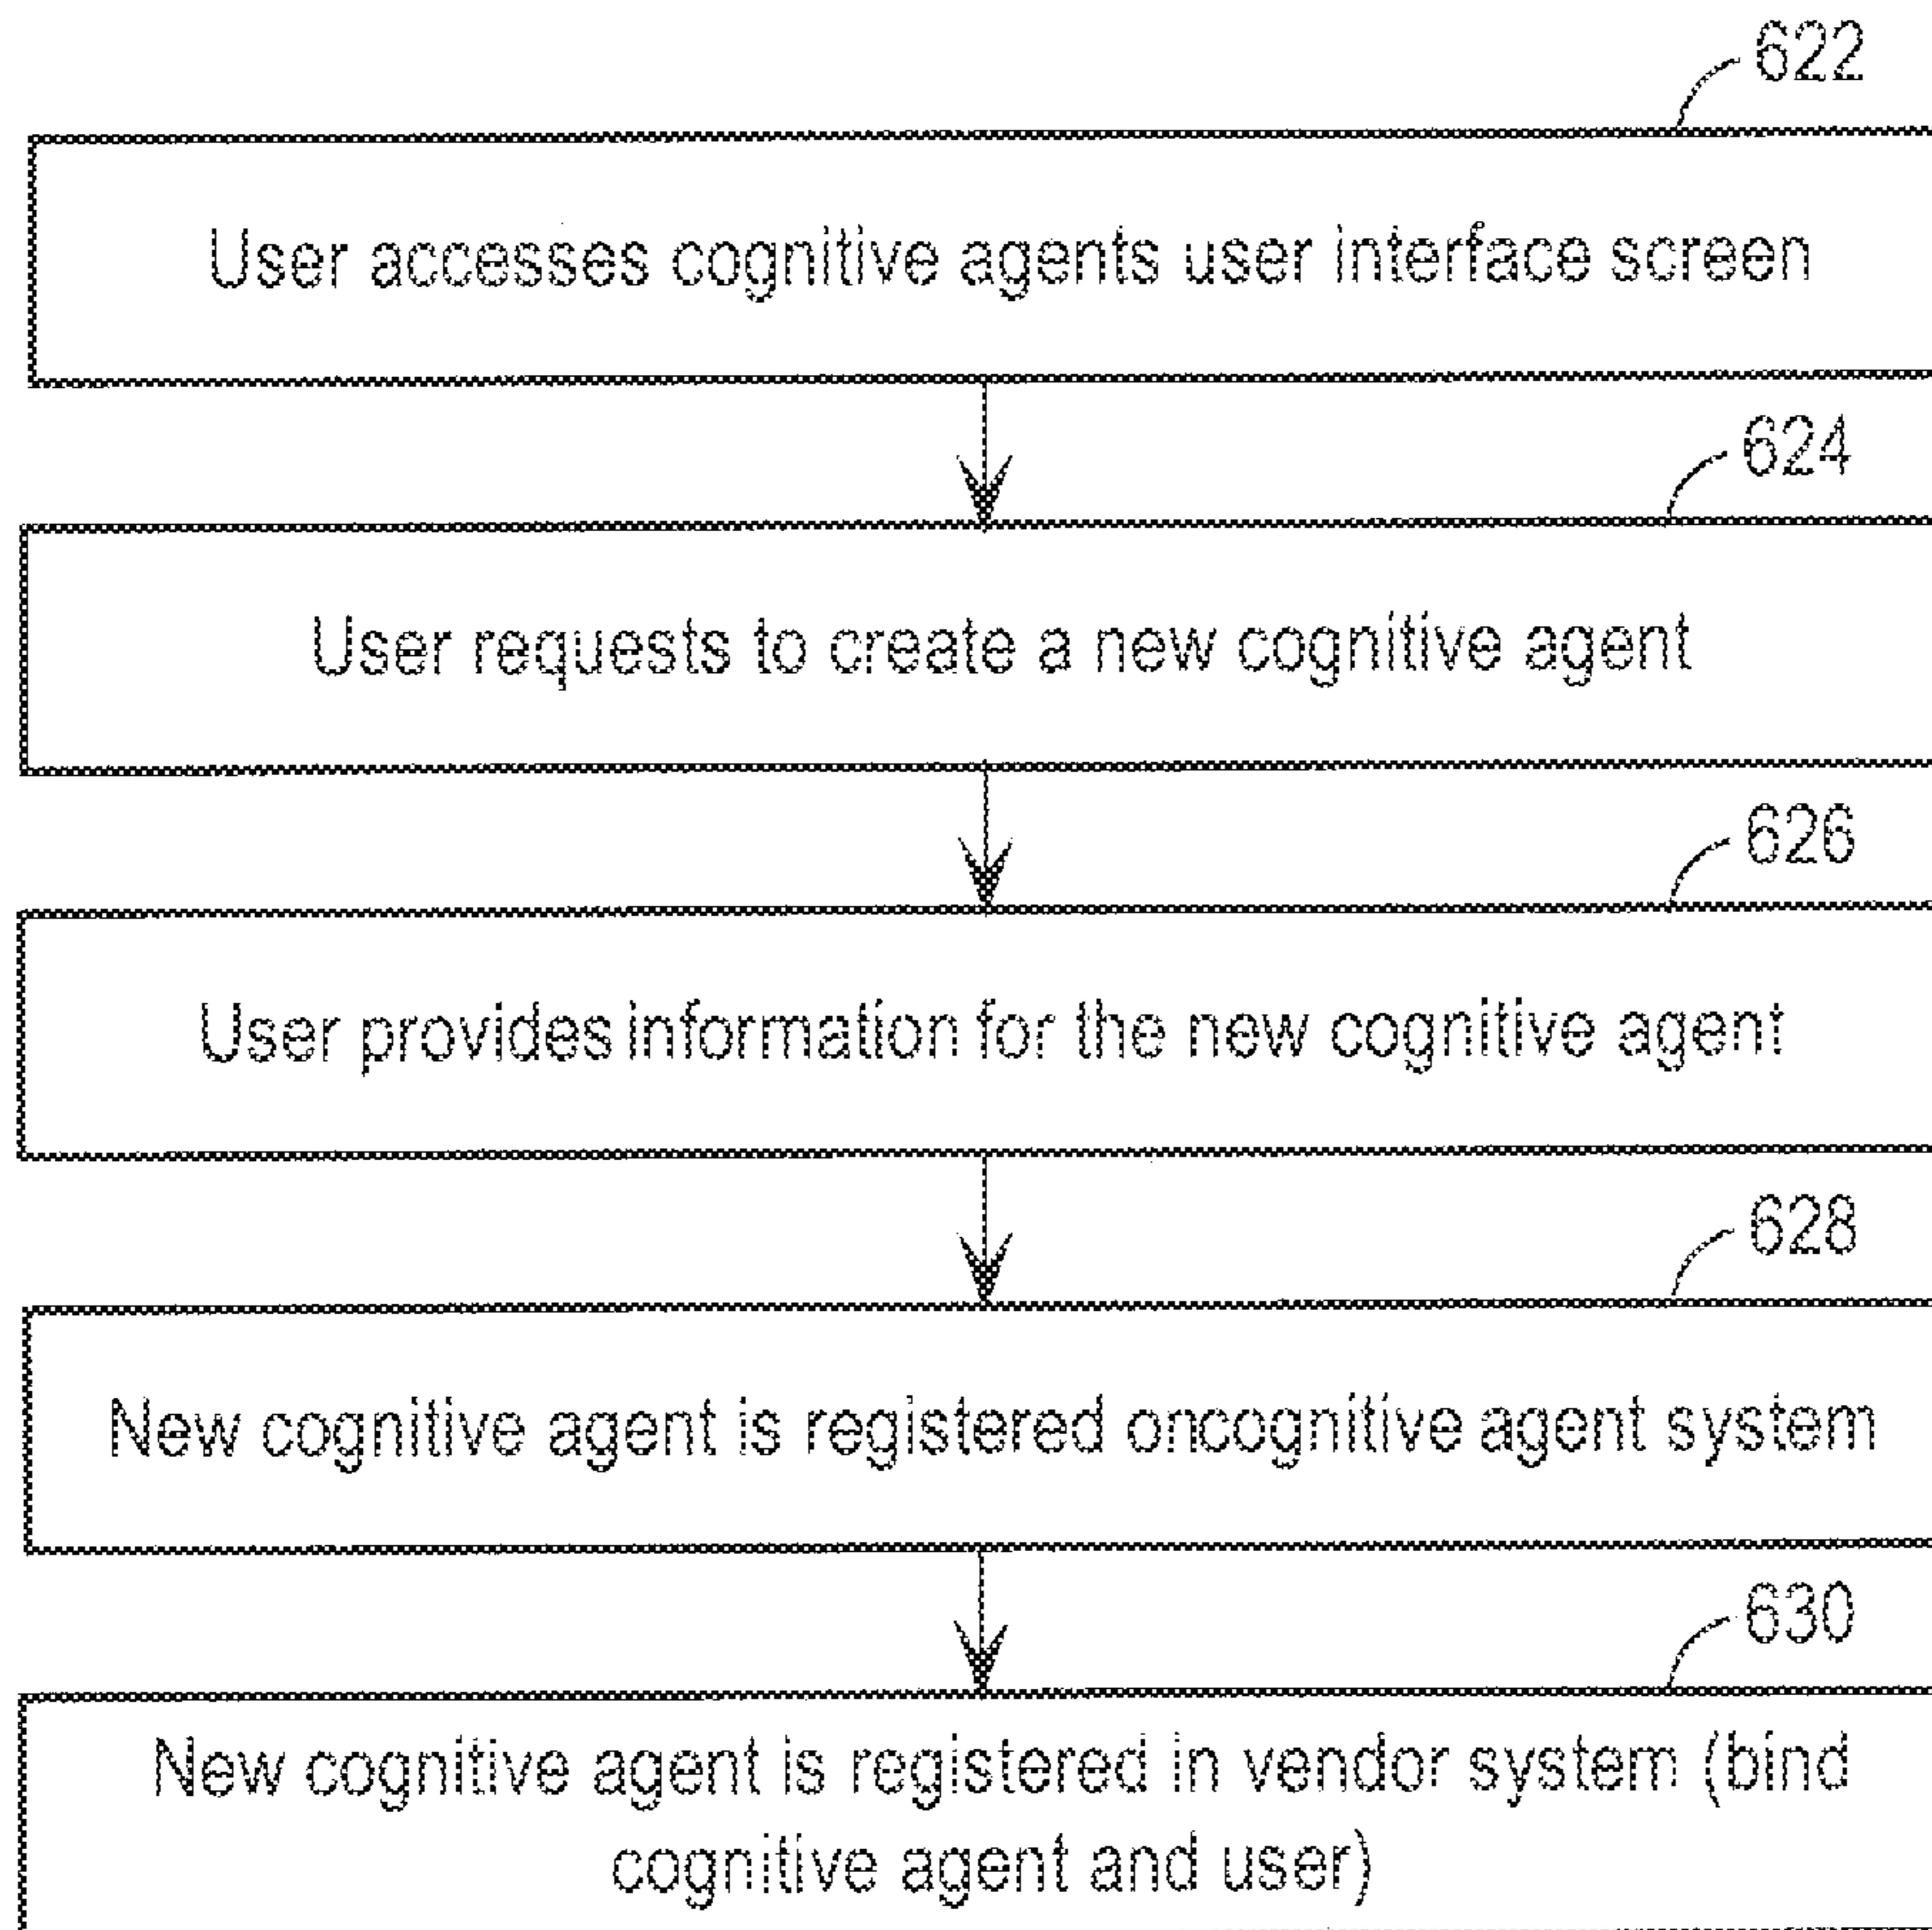 622
User accesses cognitive agents user interface screen
624
User requests to create a new cognitive agent
626
User provides information for the new cognitive agent
628
New cognitive agent is registered oncognitive agent system
630
New cognitive agent is registered in vendor system (bind
cognitive agent and user)